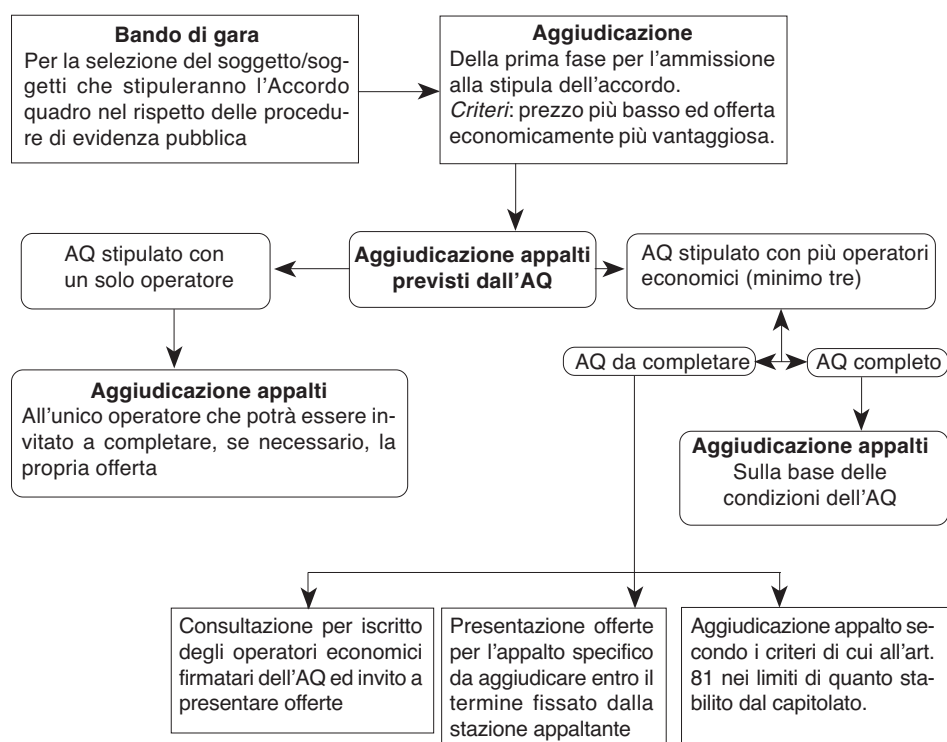 Bando di gara
Per la selezione del soggetto/sog-
getti che stipuleranno l'Accordo
quadro nel rispetto delle procedu-
re di evidenza pubblica
Aggiudicazione
Della prima fase per l'ammissione
alla stipula dell'accordo.
Criteri: prezzo più basso ed offerta
economicamente più vantaggiosa.
AQ stipulato con
un solo operatore
Aggiudicazione appalti
previsti dall'AQ
AQ stipulato con più operatori
economici (minimo tre)
AQ da completare
AQ completo
Aggiudicazione appalti
All'unico operatore che potrà essere in-
vitato a completare, se necessario, la
propria offerta
Aggiudicazione appalti
Sulla base delle
condizioni dell'AQ
Consultazione per iscritto
degli operatori economici
firmatari dell'AQ ed invito a
presentare offerte
Presentazione offerte
per l'appalto specifico
da aggiudicare entro il
termine fissato dalla
stazione appaltante
Aggiudicazione appalto se-
condo i criteri di cui all'art.
81 nei limiti di quanto sta-
bilito dal capitolato.